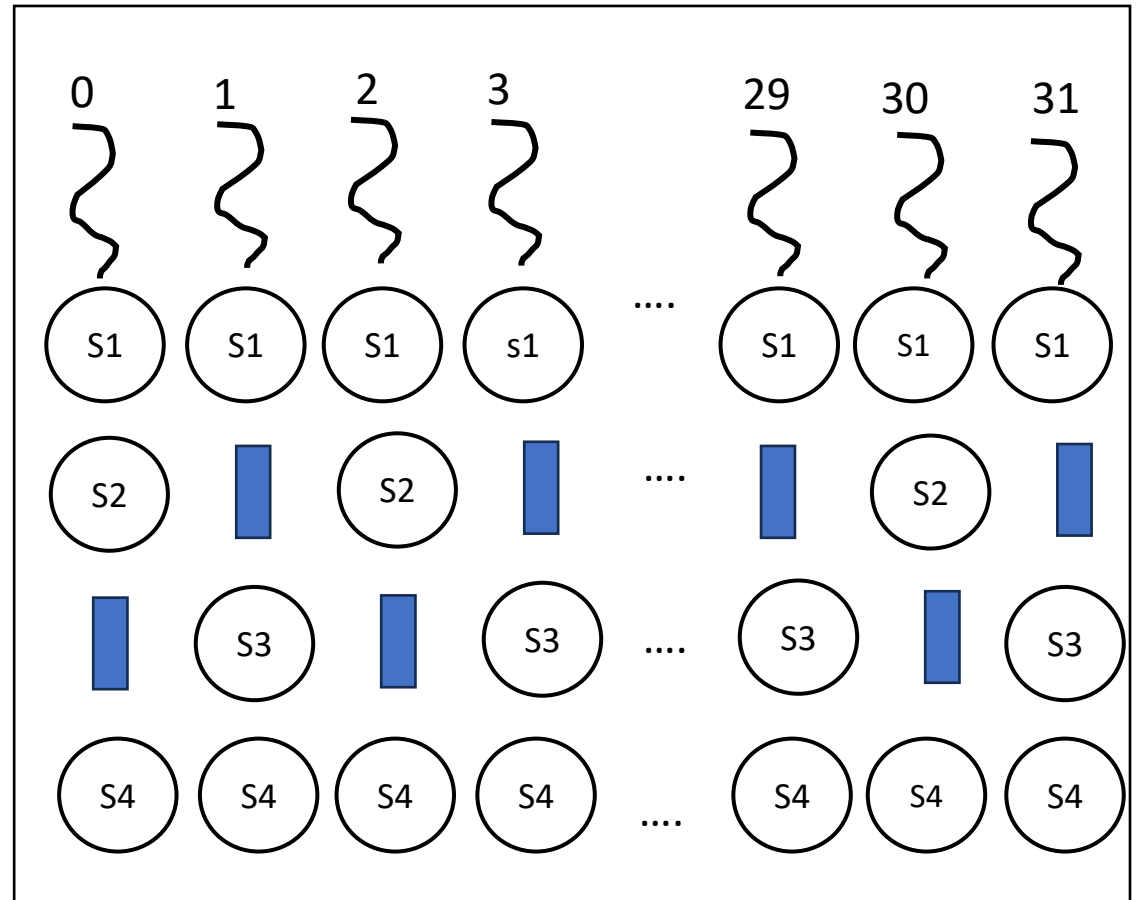 0 1 2 3 29 30 31
S1 S1 S1 s1 .... S1 S1 S1
S2 S2 .... S2
S3 S3 .... S3 S3
S4 S4 S4 S4 .... S4 S4 S4